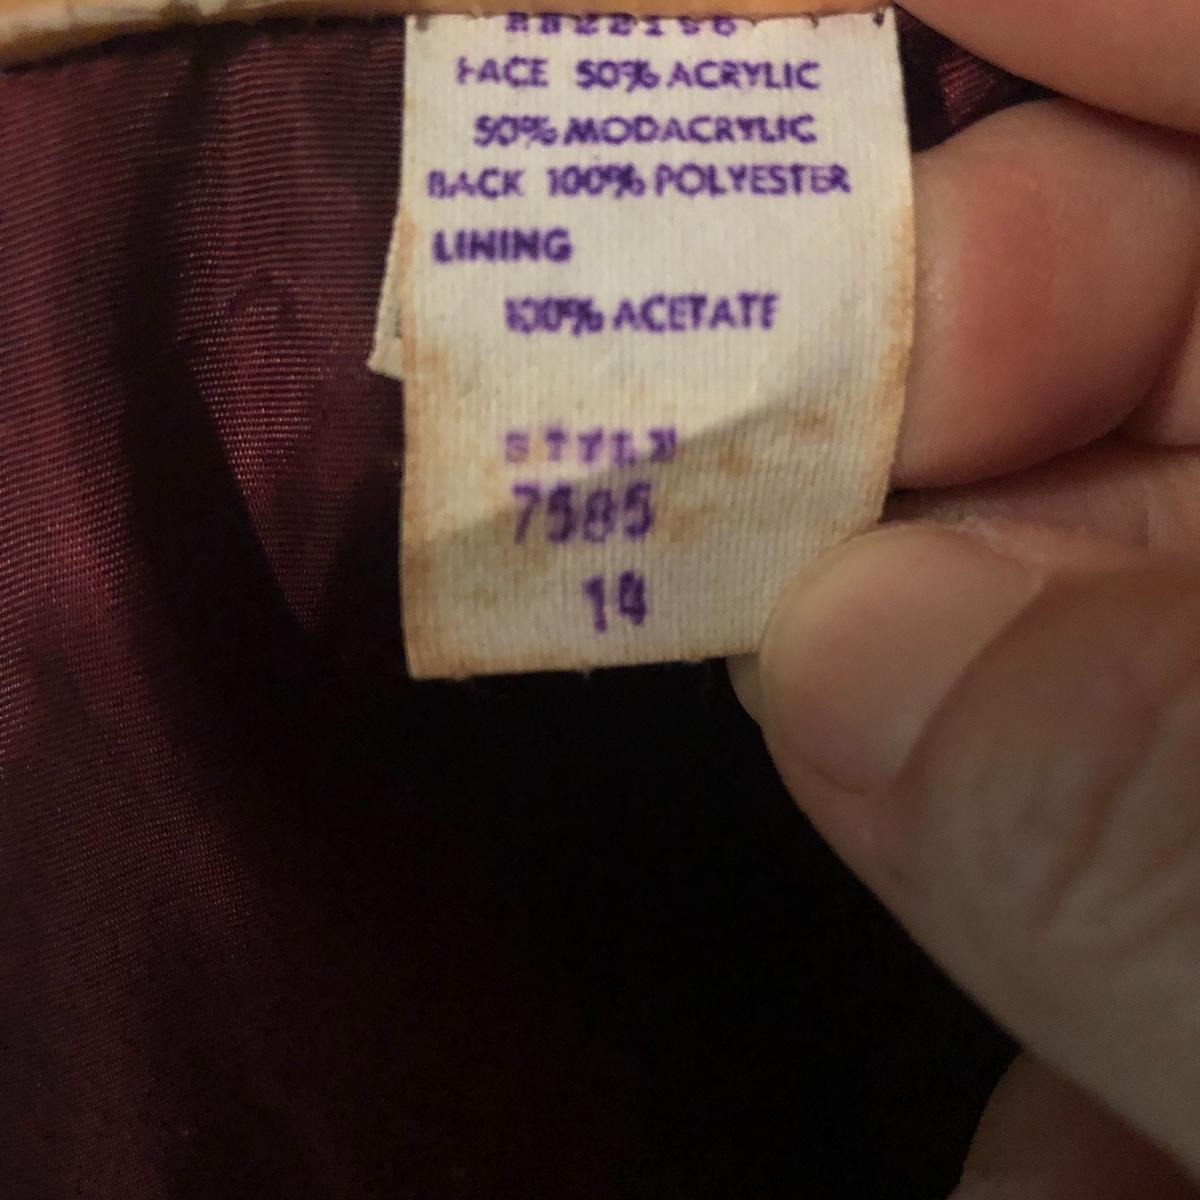 FACE 50% ACRYLIC
50% MODACRYLIC
BACK 100% POLYESTER
LINING
100% ACETATE
STYLE
7585
14